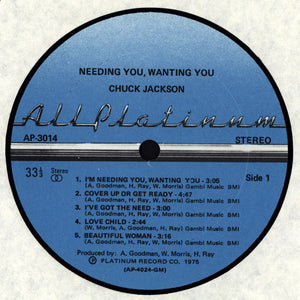 NEEDING YOU, WANTING YOU
CHUCK JACKSON
All Platinum
AP-3014
STEREO
33⅓ Stereo
Side 1
1. I'M NEEDING YOU, WANTING YOU - 3:05
(A. Goodman, H. Ray, W. Morris) Gambi Music BMI
2. COVER UP OR GET READY - 4:47
(A. Goodman, H. Ray, W. Morris) Gambi Music BMI
3. I'VE GOT THE NEED - 3:00
(A. Goodman, H. Ray, W. Morris) Gambi Music BMI
4. LOVE CHILD - 2:44
(W. Morris, A. Goodman, H. Ray) Gambi Music BMI
5. BEAUTIFUL WOMAN - 3:16
(A. Goodman, H. Ray, W. Morris) Gambi Music BMI
Produced by: A. Goodman, W. Morris, H. Ray
Ⓟ PLATINUM RECORD CO. 1975
(AP-4024-GM)